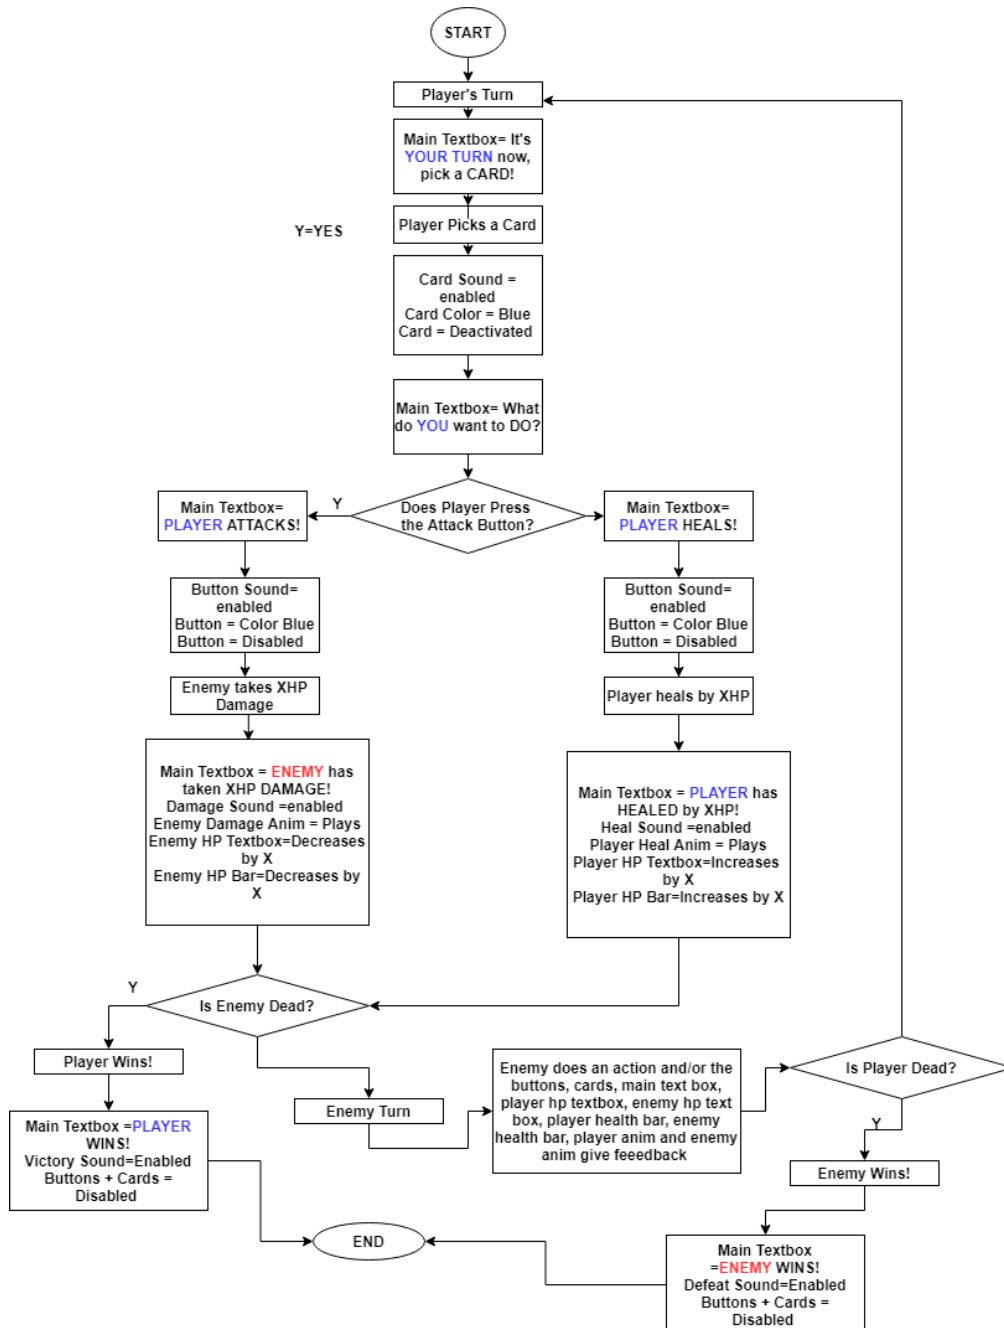 START
Player's Turn
Main Textbox= It's
YOUR TURN now,
pick a CARD!
Y=YES
Player Picks a Card
Card Sound =
enabled
Card Color = Blue
Card = Deactivated
Main Textbox= What
do YOU want to DO?
Does Player Press
the Attack Button?
Y
Main Textbox=
PLAYER ATTACKS!
Main Textbox=
PLAYER HEALS!
Button Sound=
enabled
Button = Color Blue
Button = Disabled
Button Sound=
enabled
Button = Color Blue
Button = Disabled
Enemy takes XHP
Damage
Player heals by XHP
Main Textbox = ENEMY has
taken XHP DAMAGE!
Damage Sound =enabled
Enemy Damage Anim = Plays
Enemy HP Textbox=Decreases
by X
Enemy HP Bar=Decreases by
X
Main Textbox = PLAYER has
HEALED by XHP!
Heal Sound =enabled
Player Heal Anim = Plays
Player HP Textbox=Increases
by X
Player HP Bar=Increases by X
Y
Is Enemy Dead?
Player Wins!
Main Textbox =PLAYER
WINS!
Victory Sound=Enabled
Buttons + Cards =
Disabled
Enemy Turn
Enemy does an action and/or the
buttons, cards, main text box,
player hp textbox, enemy hp text
box, player health bar, enemy
health bar, player anim and enemy
anim give feeedback
Is Player Dead?
Y
Enemy Wins!
END
Main Textbox
=ENEMY WINS!
Defeat Sound=Enabled
Buttons + Cards =
Disabled